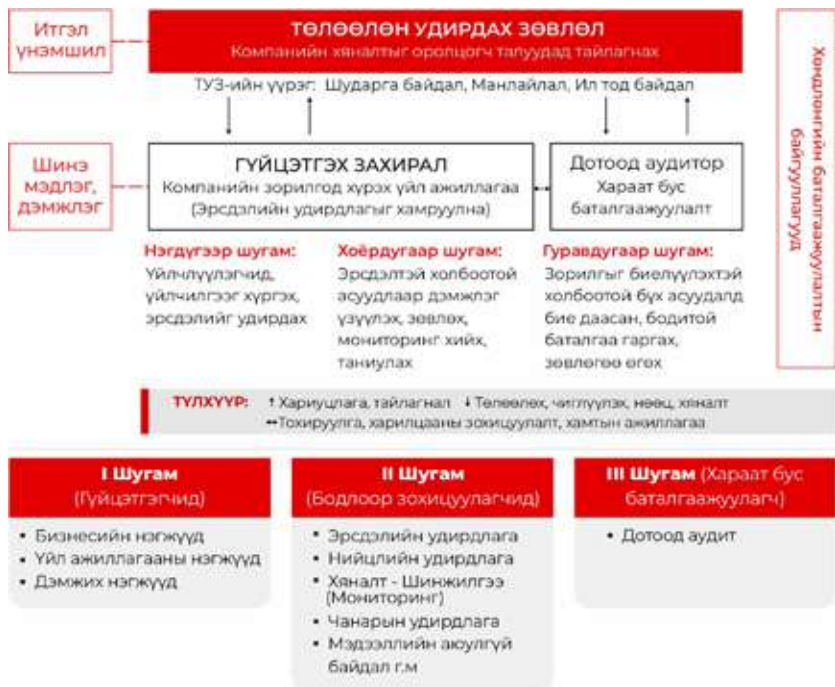 Итгэл
үнэмшил
ТӨЛӨӨЛӨН УДИРДАХ ЗӨВЛӨЛ
Компанийн хяналтыг оролцогч талуудад тайлагнах
ТУЗ-ийн үүрэг: Шударга байдал, Манлайлал, Ил тод байдал
Хөндлөнгийн баталгаажуулалтын
байгууллагууд
Шинэ
мэдлэг,
дэмжлэг
ГҮЙЦЭТГЭХ ЗАХИРАЛ
Компанийн зорилгод хүрэх үйл ажиллагаа
(Эрсдэлийн удирдлагыг хамруулна)
Дотоод аудитор
Хараат бус
баталгаажуулалт
Нэгдүгээр шугам:
Үйлчлүүлэгчид,
үйлчилгээг хүргэх,
эрсдэлийг удирдах
Хоёрдугаар шугам:
Эрсдэлтэй холбоотой
асуудлаар дэмжлэг
үзүүлэх, зөвлөх,
мониторинг хийх,
таниулах
Гуравдугаар шугам:
Зорилгыг биелүүлэхтэй
холбоотой бүх асуудалд
бие даасан, бодитой
баталгаа гаргах,
зөвлөгөө өгөх
ТҮЛХҮҮР: ↑ Хариуцлага, тайлагнал ↓ Төлөөлөх, чиглүүлэх, нөөц, хяналт
↔Тохируулга, харилцааны зохицуулалт, хамтын ажиллагаа
I Шугам
(Гүйцэтгэгчид)
• Бизнесийн нэгжүүд
• Үйл ажиллагааны нэгжүүд
• Дэмжих нэгжүүд
II Шугам
(Бодлоор зохицуулагчид)
• Эрсдэлийн удирдлага
• Нийцлийн удирдлага
• Хяналт - Шинжилгээ
(Мониторинг)
• Чанарын удирдлага
• Мэдээллийн аюулгүй
байдал г.м
III Шугам (Хараат бус
баталгаажуулагч)
• Дотоод аудит